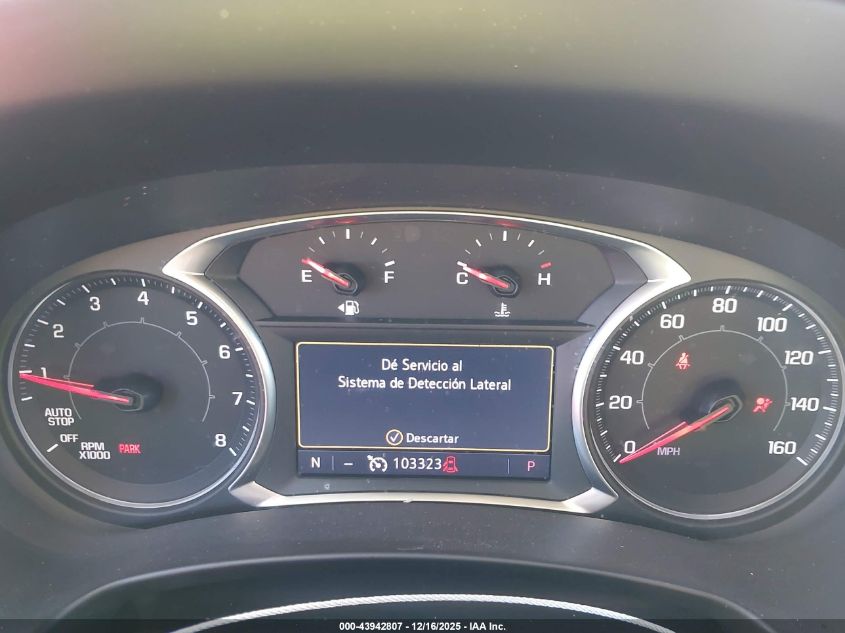 E F
C H
1 2 3 4 5 6 7 8
AUTO
STOP
OFF
RPM
X1000
PARK
Dé Servicio al
Sistema de Detección Lateral
Descartar
N – 103323 P
0 20 40 60 80 100 120 140 160
MPH
000-43942807 - 12/16/2025 - IAA Inc.